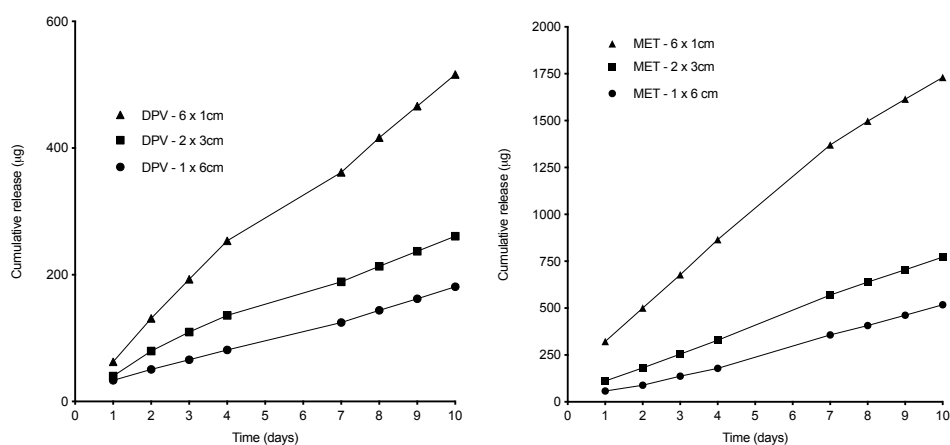 600
400
200
0
Cumulative release (µg)
DPV - 6 x 1cm
DPV - 2 x 3cm
DPV - 1 x 6cm
0 1 2 3 4 5 6 7 8 9 10
Time (days)
2000
1750
1500
1250
1000
750
500
250
0
Cumulative release (µg)
MET - 6 x 1cm
MET - 2 x 3cm
MET - 1 x 6 cm
0 1 2 3 4 5 6 7 8 9 10
Time (days)